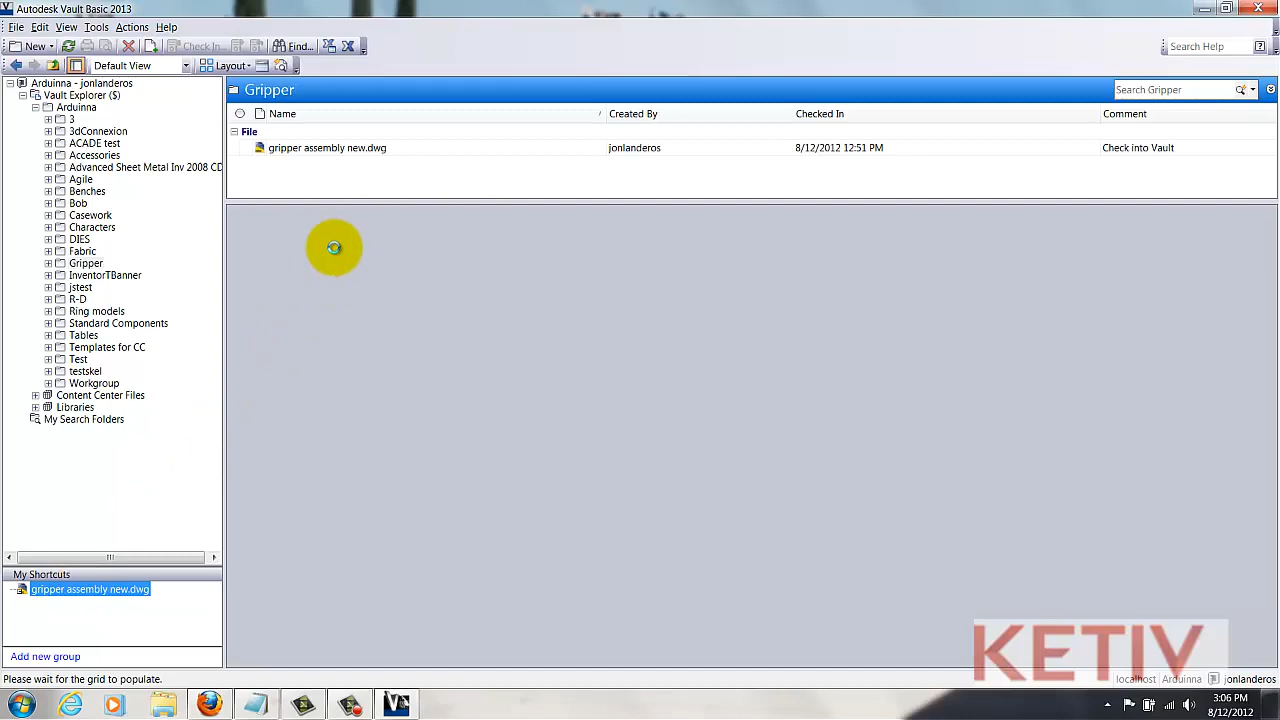 Autodesk Vault Basic 2013
File Edit View Tools Actions Help
New Check In... Find... Search Help
Default View Layout
Arduinna - jonlanderos
Vault Explorer ($)
Arduinna
3
3dConnexion
ACADE test
Accessories
Advanced Sheet Metal Inv 2008 CD
Agile
Benches
Bob
Casework
Characters
DIES
Fabric
Gripper
InventorTBanner
jstest
R-D
Ring models
Standard Components
Tables
Templates for CC
Test
testskel
Workgroup
Content Center Files
Libraries
My Search Folders
My Shortcuts
gripper assembly new.dwg
Add new group
Gripper Search Gripper
Name Created By Checked In Comment
File
gripper assembly new.dwg jonlanderos 8/12/2012 12:51 PM Check into Vault
KETIV
Please wait for the grid to populate. localhost Arduinna jonlanderos
3:06 PM
8/12/2012